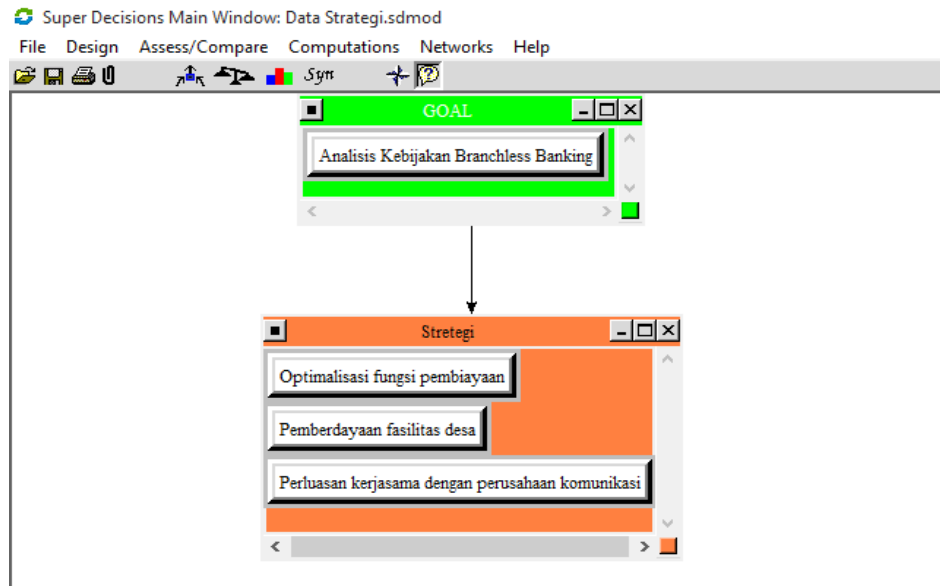 Super Decisions Main Window: Data Strategi.sdmod
File Design Assess/Compare Computations Networks Help
Syn
GOAL
Analisis Kebijakan Branchless Banking
Stretegi
Optimalisasi fungsi pembiayaan
Pemberdayaan fasilitas desa
Perluasan kerjasama dengan perusahaan komunikasi